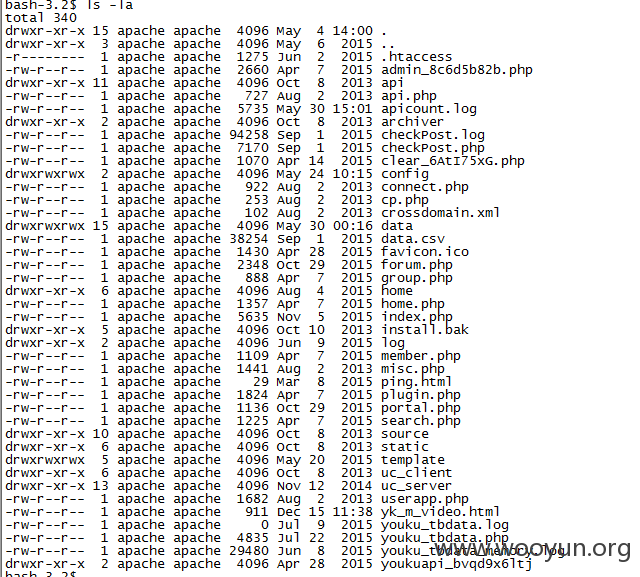 bash-3.2$ ls -la
total 340
drwxr-xr-x 15 apache apache  4096 May  4 14:00 .
drwxr-xr-x  3 apache apache  4096 May  6  2015 ..
-r--------  1 apache apache  1275 Jun  2  2015 .htaccess
-rw-r--r--  1 apache apache  2660 Apr  7  2015 admin_8c6d5b82b.php
drwxr-xr-x 11 apache apache  4096 Oct  8  2013 api
-rw-r--r--  1 apache apache   727 Aug  2  2013 api.php
-rw-r--r--  1 apache apache  5735 May 30 15:01 apicount.log
drwxr-xr-x  2 apache apache  4096 Oct  8  2013 archiver
-rw-r--r--  1 apache apache 94258 Sep  1  2015 checkPost.log
-rw-r--r--  1 apache apache  7170 Sep  1  2015 checkPost.php
-rw-r--r--  1 apache apache  1070 Apr 14  2015 clear_6AtI75xG.php
drwxrwxrwx  2 apache apache  4096 May 24 10:15 config
-rw-r--r--  1 apache apache   922 Aug  2  2013 connect.php
-rw-r--r--  1 apache apache   253 Aug  2  2013 cp.php
-rw-r--r--  1 apache apache   102 Aug  2  2013 crossdomain.xml
drwxrwxrwx 15 apache apache  4096 May 30 00:16 data
-rw-r--r--  1 apache apache 38254 Sep  1  2015 data.csv
-rw-r--r--  1 apache apache  1430 Apr 28  2015 favicon.ico
-rw-r--r--  1 apache apache  2348 Oct 29  2015 forum.php
-rw-r--r--  1 apache apache   888 Apr  7  2015 group.php
drwxr-xr-x  6 apache apache  4096 Aug  4  2015 home
-rw-r--r--  1 apache apache  1357 Apr  7  2015 home.php
-rw-r--r--  1 apache apache  5635 Nov  5  2015 index.php
drwxr-xr-x  5 apache apache  4096 Oct 10  2013 install.bak
drwxr-xr-x  2 apache apache  4096 Jun  9  2015 log
-rw-r--r--  1 apache apache  1109 Apr  7  2015 member.php
-rw-r--r--  1 apache apache  1441 Aug  2  2013 misc.php
-rw-r--r--  1 apache apache    29 Mar  8  2015 ping.html
-rw-r--r--  1 apache apache  1824 Apr  7  2015 plugin.php
-rw-r--r--  1 apache apache  1136 Oct 29  2015 portal.php
-rw-r--r--  1 apache apache  1225 Apr  7  2015 search.php
drwxr-xr-x 10 apache apache  4096 Oct  8  2013 source
drwxr-xr-x  6 apache apache  4096 Oct  8  2013 static
drwxrwxrwx  5 apache apache  4096 May 20  2015 template
drwxr-xr-x  6 apache apache  4096 Oct  8  2013 uc_client
drwxr-xr-x 13 apache apache  4096 Nov 12  2014 uc_server
-rw-r--r--  1 apache apache  1682 Aug  2  2013 userapp.php
-rw-r--r--  1 apache apache   911 Dec 15 11:38 yk_m_video.html
-rw-r--r--  1 apache apache     0 Jul  9  2015 youku_tbdata.log
-rw-r--r--  1 apache apache  4835 Jul 22  2015 youku_tbdata.php
-rw-r--r--  1 apache apache 29480 Jun  8  2015 youku_tbdata_memory.log
drwxr-xr-x  2 apache apache  4096 Apr 28  2015 youkuapi_bvqd9x6ltj
bash-3.2$
www.wooyun.org